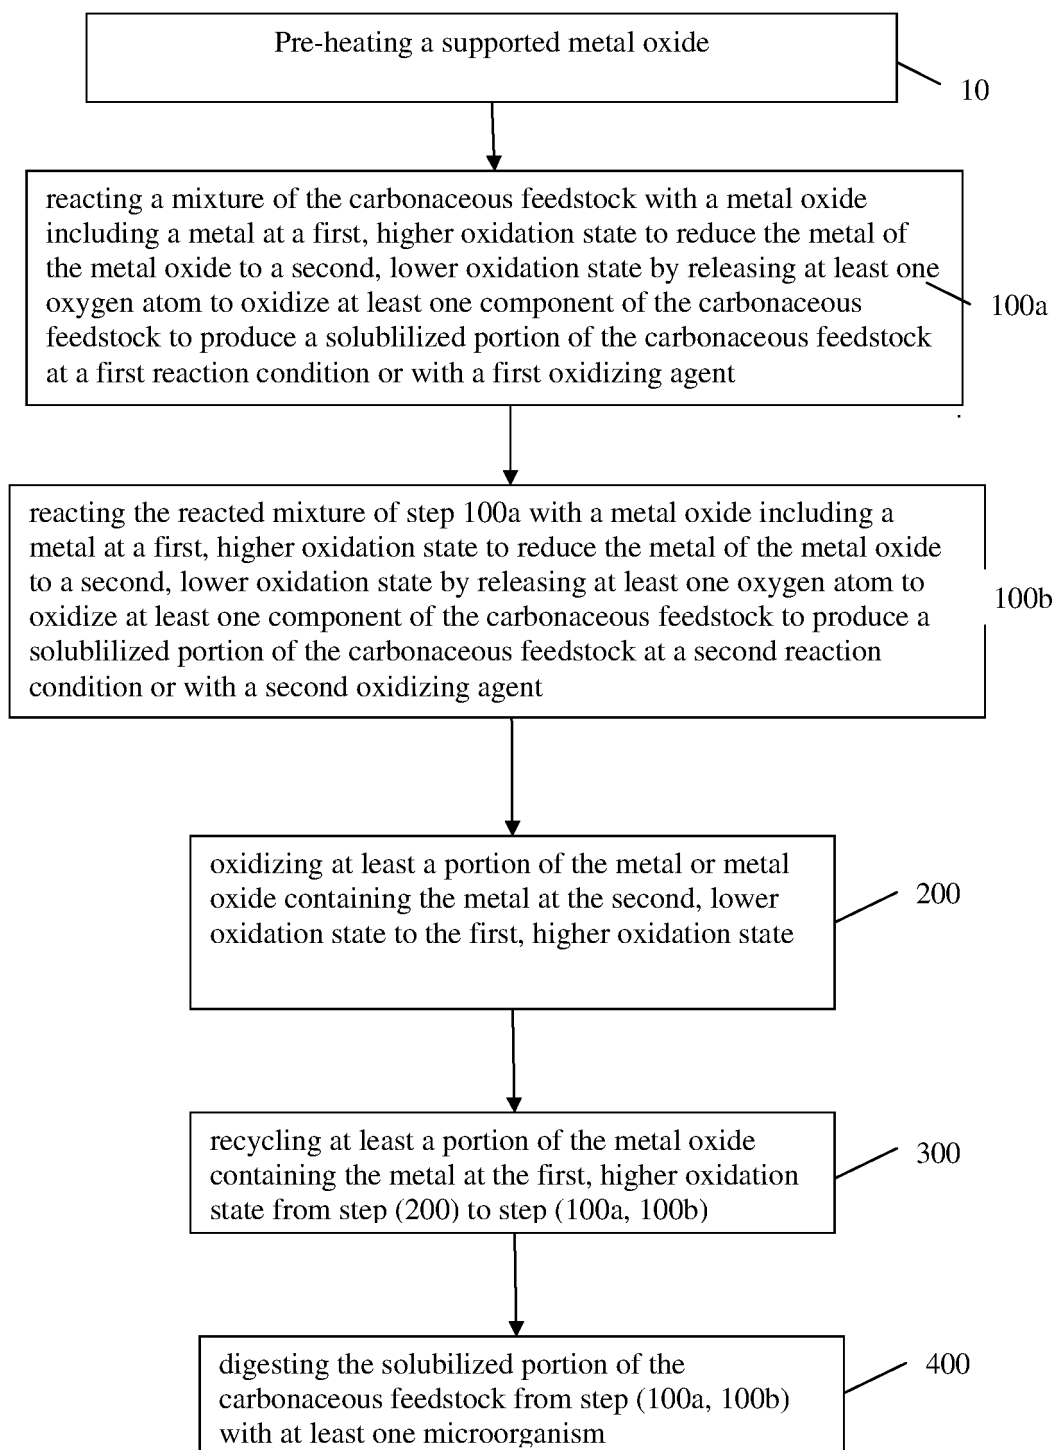 Pre-heating a supported metal oxide
10
reacting a mixture of the carbonaceous feedstock with a metal oxide
including a metal at a first, higher oxidation state to reduce the metal of
the metal oxide to a second, lower oxidation state by releasing at least one
oxygen atom to oxidize at least one component of the carbonaceous
feedstock to produce a solublilized portion of the carbonaceous feedstock
at a first reaction condition or with a first oxidizing agent
100a
reacting the reacted mixture of step 100a with a metal oxide including a
metal at a first, higher oxidation state to reduce the metal of the metal oxide
to a second, lower oxidation state by releasing at least one oxygen atom to
oxidize at least one component of the carbonaceous feedstock to produce a
solublilized portion of the carbonaceous feedstock at a second reaction
condition or with a second oxidizing agent
100b
oxidizing at least a portion of the metal or metal
oxide containing the metal at the second, lower
oxidation state to the first, higher oxidation state
200
recycling at least a portion of the metal oxide
containing the metal at the first, higher oxidation
state from step (200) to step (100a, 100b)
300
digesting the solubilized portion of the
carbonaceous feedstock from step (100a, 100b)
with at least one microorganism
400